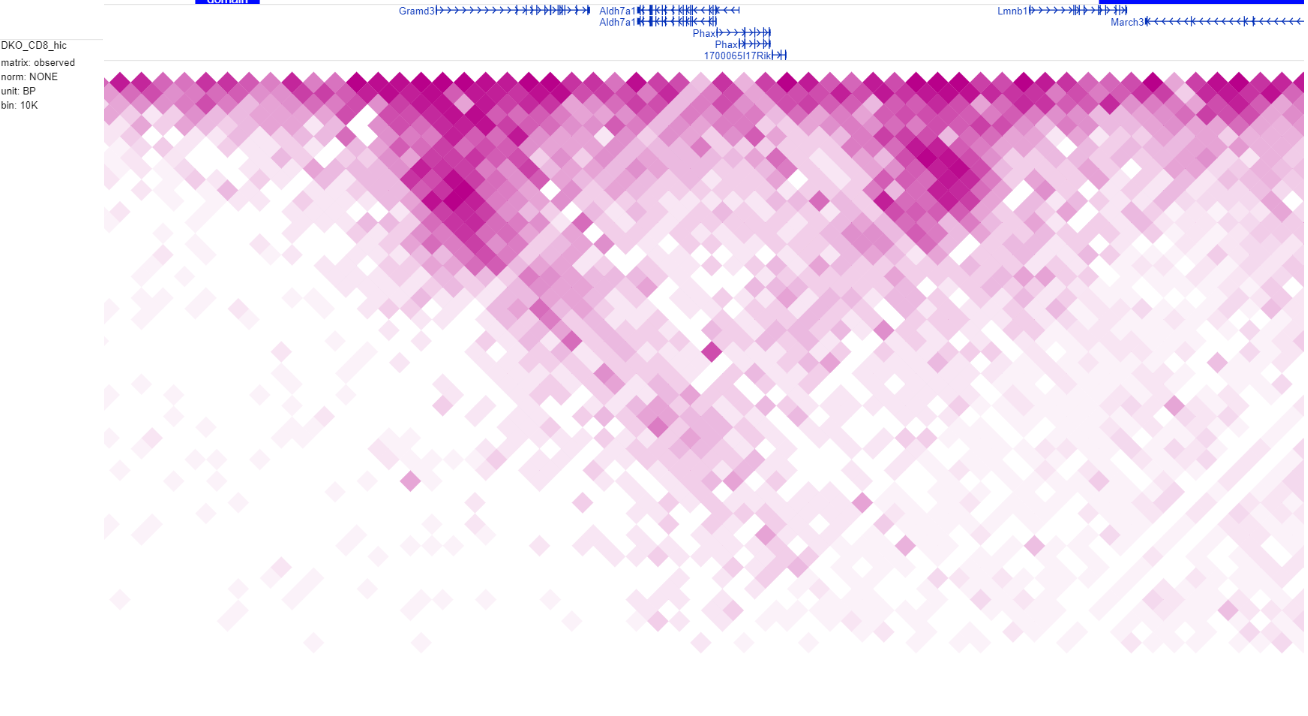 domain
Gramd3
Aldh7a1
Lmnb1
Aldh7a1
March3
Phax
Phax
1700065I17Rik
DKO_CD8_hic
matrix: observed
norm: NONE
unit: BP
bin: 10K